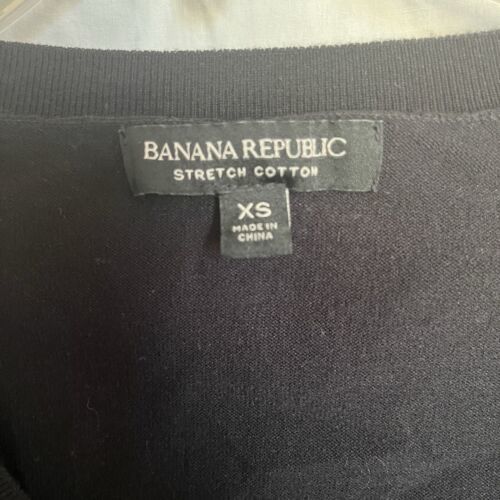 BANANA REPUBLIC
STRETCH COTTON
XS
MADE IN
CHINA